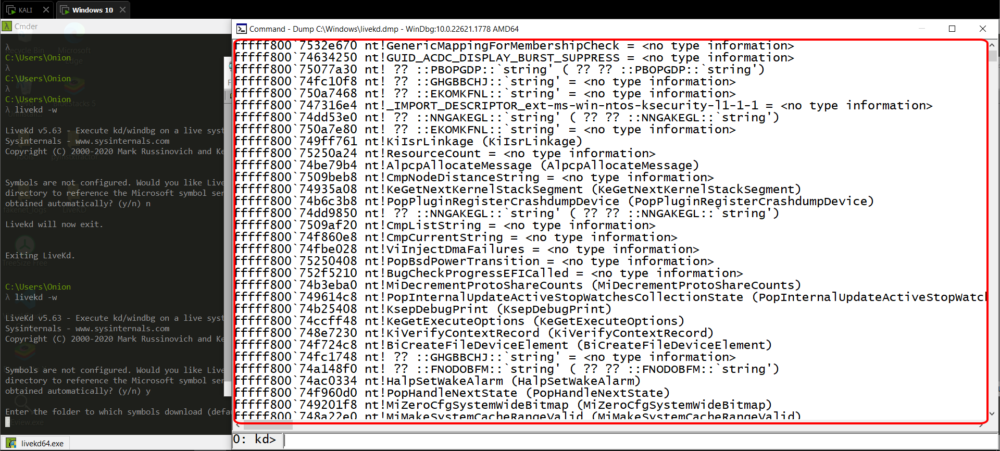 KALI
Windows 10
Cmder
Command - Dump C:\Windows\livekd.dmp - WinDbg:10.0.22621.1778 AMD64
λ
C:\Users\Onion
λ
C:\Users\Onion
λ
C:\Users\Onion
λ livekd -w
LiveKd v5.63 - Execute kd/windbg on a live syst
Sysinternals - www.sysinternals.com
Copyright (C) 2000-2020 Mark Russinovich and Ke
Symbols are not configured. Would you like Live
directory to reference the Microsoft symbol ser
obtained automatically? (y/n) n
Livekd will now exit.
Exiting LiveKd.
C:\Users\Onion
λ livekd -w
LiveKd v5.63 - Execute kd/windbg on a live syst
Sysinternals - www.sysinternals.com
Copyright (C) 2000-2020 Mark Russinovich and Ke
Symbols are not configured. Would you like Live
directory to reference the Microsoft symbol ser
obtained automatically? (y/n) y
Enter the folder to which symbols download (defau
Recycle Bin
Microsoft Edge
BlueStacks 5
Tools
fakenet_logs
LiveKD
TreeSize Free
livekd64.exe
fffff800`7532e670 nt!GenericMappingForMembershipCheck = <no type information>
fffff800`74634250 nt!GUID_ACDC_DISPLAY_BURST_SUPPRESS = <no type information>
fffff800`75077a30 nt! ?? ::PBOPGDP::`string' ( ?? ?? ::PBOPGDP::`string')
fffff800`74fc10f8 nt! ?? ::GHGBBCHJ::`string' = <no type information>
fffff800`750a7468 nt! ?? ::EKOMKFNL::`string' = <no type information>
fffff800`747316e4 nt!_IMPORT_DESCRIPTOR_ext-ms-win-ntos-ksecurity-l1-1-1 = <no type information>
fffff800`74dd53e0 nt! ?? ::NNGAKEGL::`string' ( ?? ?? ::NNGAKEGL::`string')
fffff800`750a7e80 nt! ?? ::EKOMKFNL::`string' = <no type information>
fffff800`749ff761 nt!KiIsrLinkage (KiIsrLinkage)
fffff800`75250a24 nt!ResourceCount = <no type information>
fffff800`74be79b4 nt!AlpcpAllocateMessage (AlpcpAllocateMessage)
fffff800`7509beb8 nt!CmpNodeDistanceString = <no type information>
fffff800`74935a08 nt!KeGetNextKernelStackSegment (KeGetNextKernelStackSegment)
fffff800`74b6c3b8 nt!PopPluginRegisterCrashdumpDevice (PopPluginRegisterCrashdumpDevice)
fffff800`74dd9850 nt! ?? ::NNGAKEGL::`string' ( ?? ?? ::NNGAKEGL::`string')
fffff800`7509af20 nt!CmpListString = <no type information>
fffff800`74f860e8 nt!CmpCurrentString = <no type information>
fffff800`74fbe028 nt!ViInjectDmaFailures = <no type information>
fffff800`75250408 nt!PopBsdPowerTransition = <no type information>
fffff800`752f5210 nt!BugCheckProgressEFICalled = <no type information>
fffff800`74b3eba0 nt!MiDecrementProtoShareCounts (MiDecrementProtoShareCounts)
fffff800`749614c8 nt!PopInternalUpdateActiveStopWatchesCollectionState (PopInternalUpdateActiveStopWatch
fffff800`74b25408 nt!KsepDebugPrint (KsepDebugPrint)
fffff800`74ccff48 nt!KeGetExecuteOptions (KeGetExecuteOptions)
fffff800`748e7230 nt!KiVerifyContextRecord (KiVerifyContextRecord)
fffff800`74f724c8 nt!BiCreateFileDeviceElement (BiCreateFileDeviceElement)
fffff800`74fc1748 nt! ?? ::GHGBBCHJ::`string' = <no type information>
fffff800`74a148f0 nt! ?? ::FNODOBFM::`string' ( ?? ?? ::FNODOBFM::`string')
fffff800`74ac0334 nt!HalpSetWakeAlarm (HalpSetWakeAlarm)
fffff800`74f960d0 nt!PopHandleNextState (PopHandleNextState)
fffff800`749201f8 nt!MiZeroCfgSystemWideBitmap (MiZeroCfgSystemWideBitmap)
fffff800`748a22e0 nt!MiMakeSystemCacheRangeValid (MiMakeSystemCacheRangeValid)
0: kd>